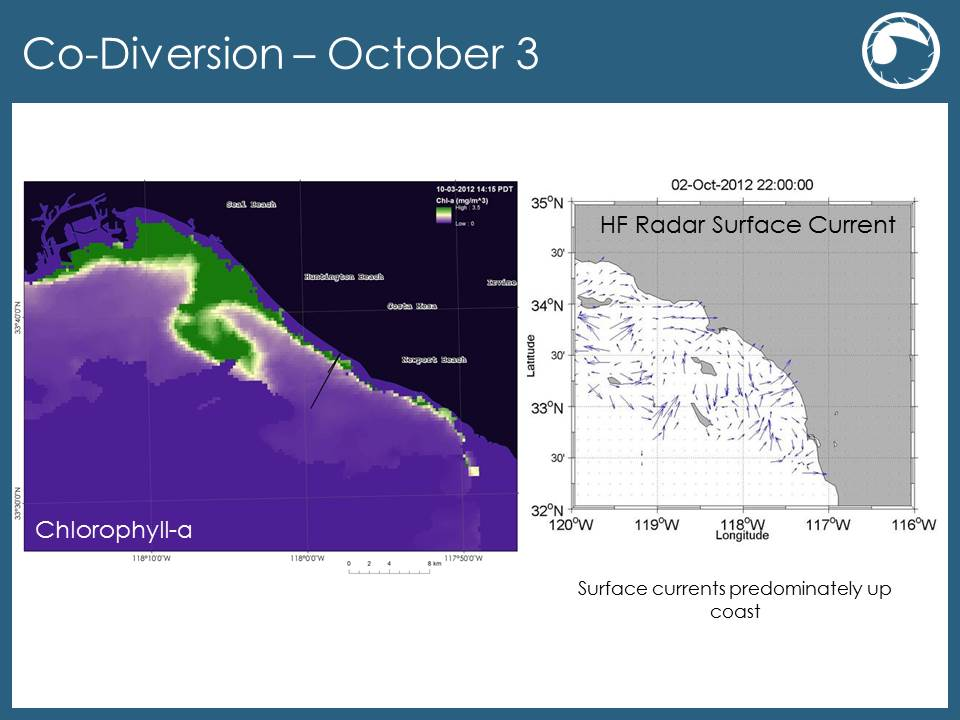 Co-Diversion – October 3
10-03-2012 14:15 PDT
Chl-a (mg/m^3)
High : 3.5
Low : 0
Seal Beach
Huntington Beach
Irvine
Costa Mesa
Newport Beach
33°40'0"N
33°30'0"N
Chlorophyll-a
118°10'0"W
118°0'0"W
117°50'0"W
0 2 4 8 km
02-Oct-2012 22:00:00
HF Radar Surface Current
35°N
30'
34°N
30'
33°N
30'
32°N
Latitude
120°W 119°W 118°W 117°W 116°W
Longitude
Surface currents predominately up
coast